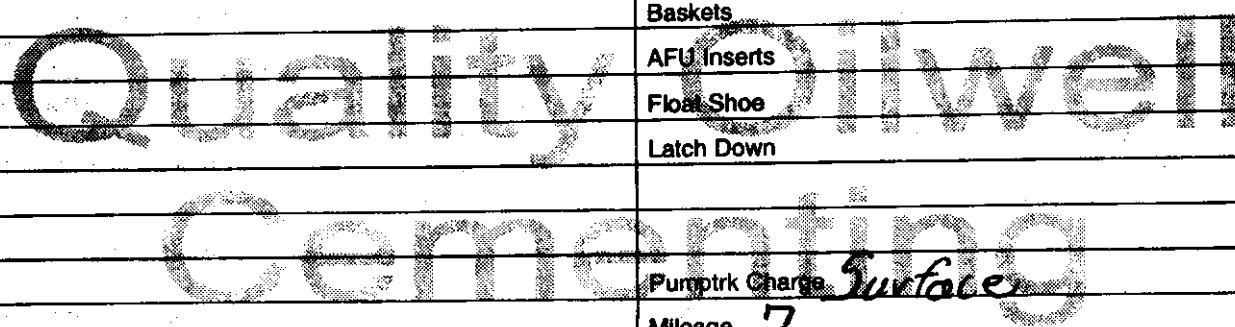 Baskets
Quality Oilwell
AFU Inserts
Float Shoe
Latch Down
Cementing
Pumptrk Charge Surface
Mileage 7